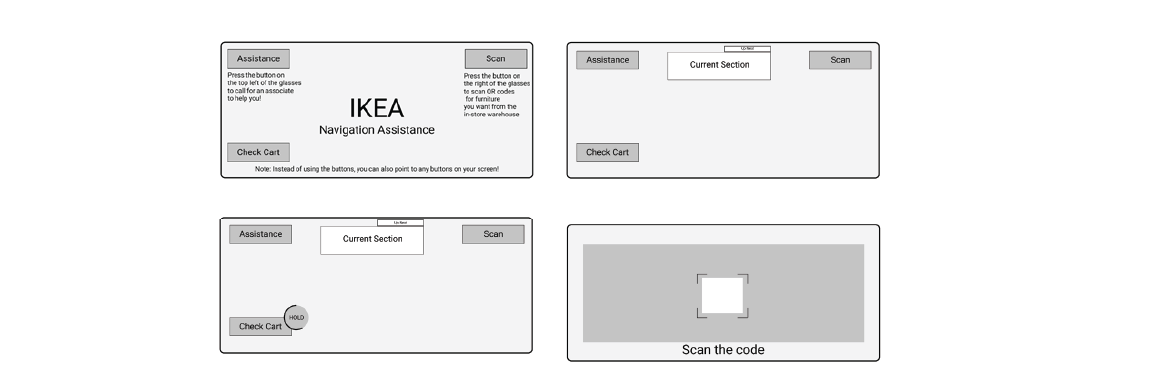 Assistance
Press the button on
the top left of the glasses
to call for an associate
to help you!
Scan
Press the button on
the right of the glasses
to scan QR codes
for furniture
you want from the
in-store warehouse
IKEA
Navigation Assistance
Check Cart
Note: Instead of using the buttons, you can also point to any buttons on your screen!
Assistance
Up Next
Current Section
Scan
Check Cart
Assistance
Up Next
Current Section
Scan
Check Cart
HOLD
Scan the code